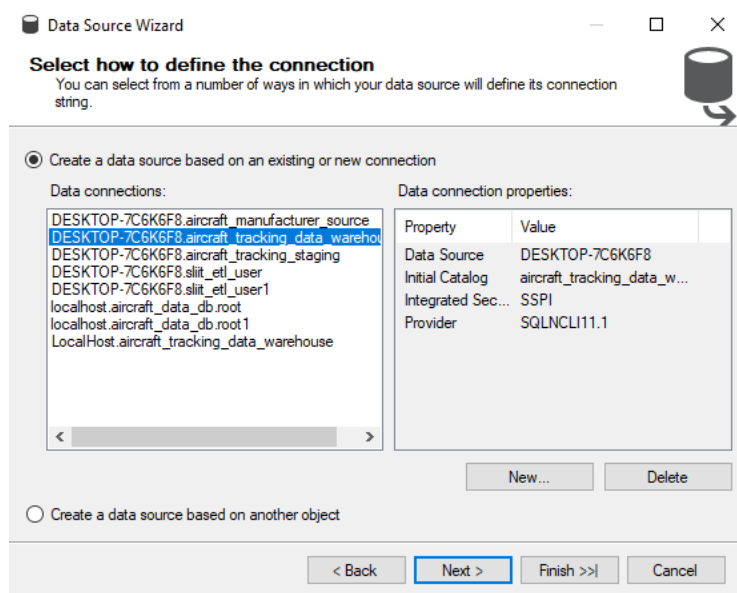 Data Source Wizard
Select how to define the connection
You can select from a number of ways in which your data source will define its connection
string.
Create a data source based on an existing or new connection
Data connections:
DESKTOP-7C6K6F8.aircraft_manufacturer_source
DESKTOP-7C6K6F8.aircraft_tracking_data_warehou
DESKTOP-7C6K6F8.aircraft_tracking_staging
DESKTOP-7C6K6F8.sliit_etl_user
DESKTOP-7C6K6F8.sliit_etl_user1
localhost.aircraft_data_db.root
localhost.aircraft_data_db.root1
LocalHost.aircraft_tracking_data_warehouse
Data connection properties:
Property Value
Data Source DESKTOP-7C6K6F8
Initial Catalog aircraft_tracking_data_w...
Integrated Sec... SSPI
Provider SQLNCLI11.1
New... Delete
Create a data source based on another object
< Back Next > Finish >>| Cancel